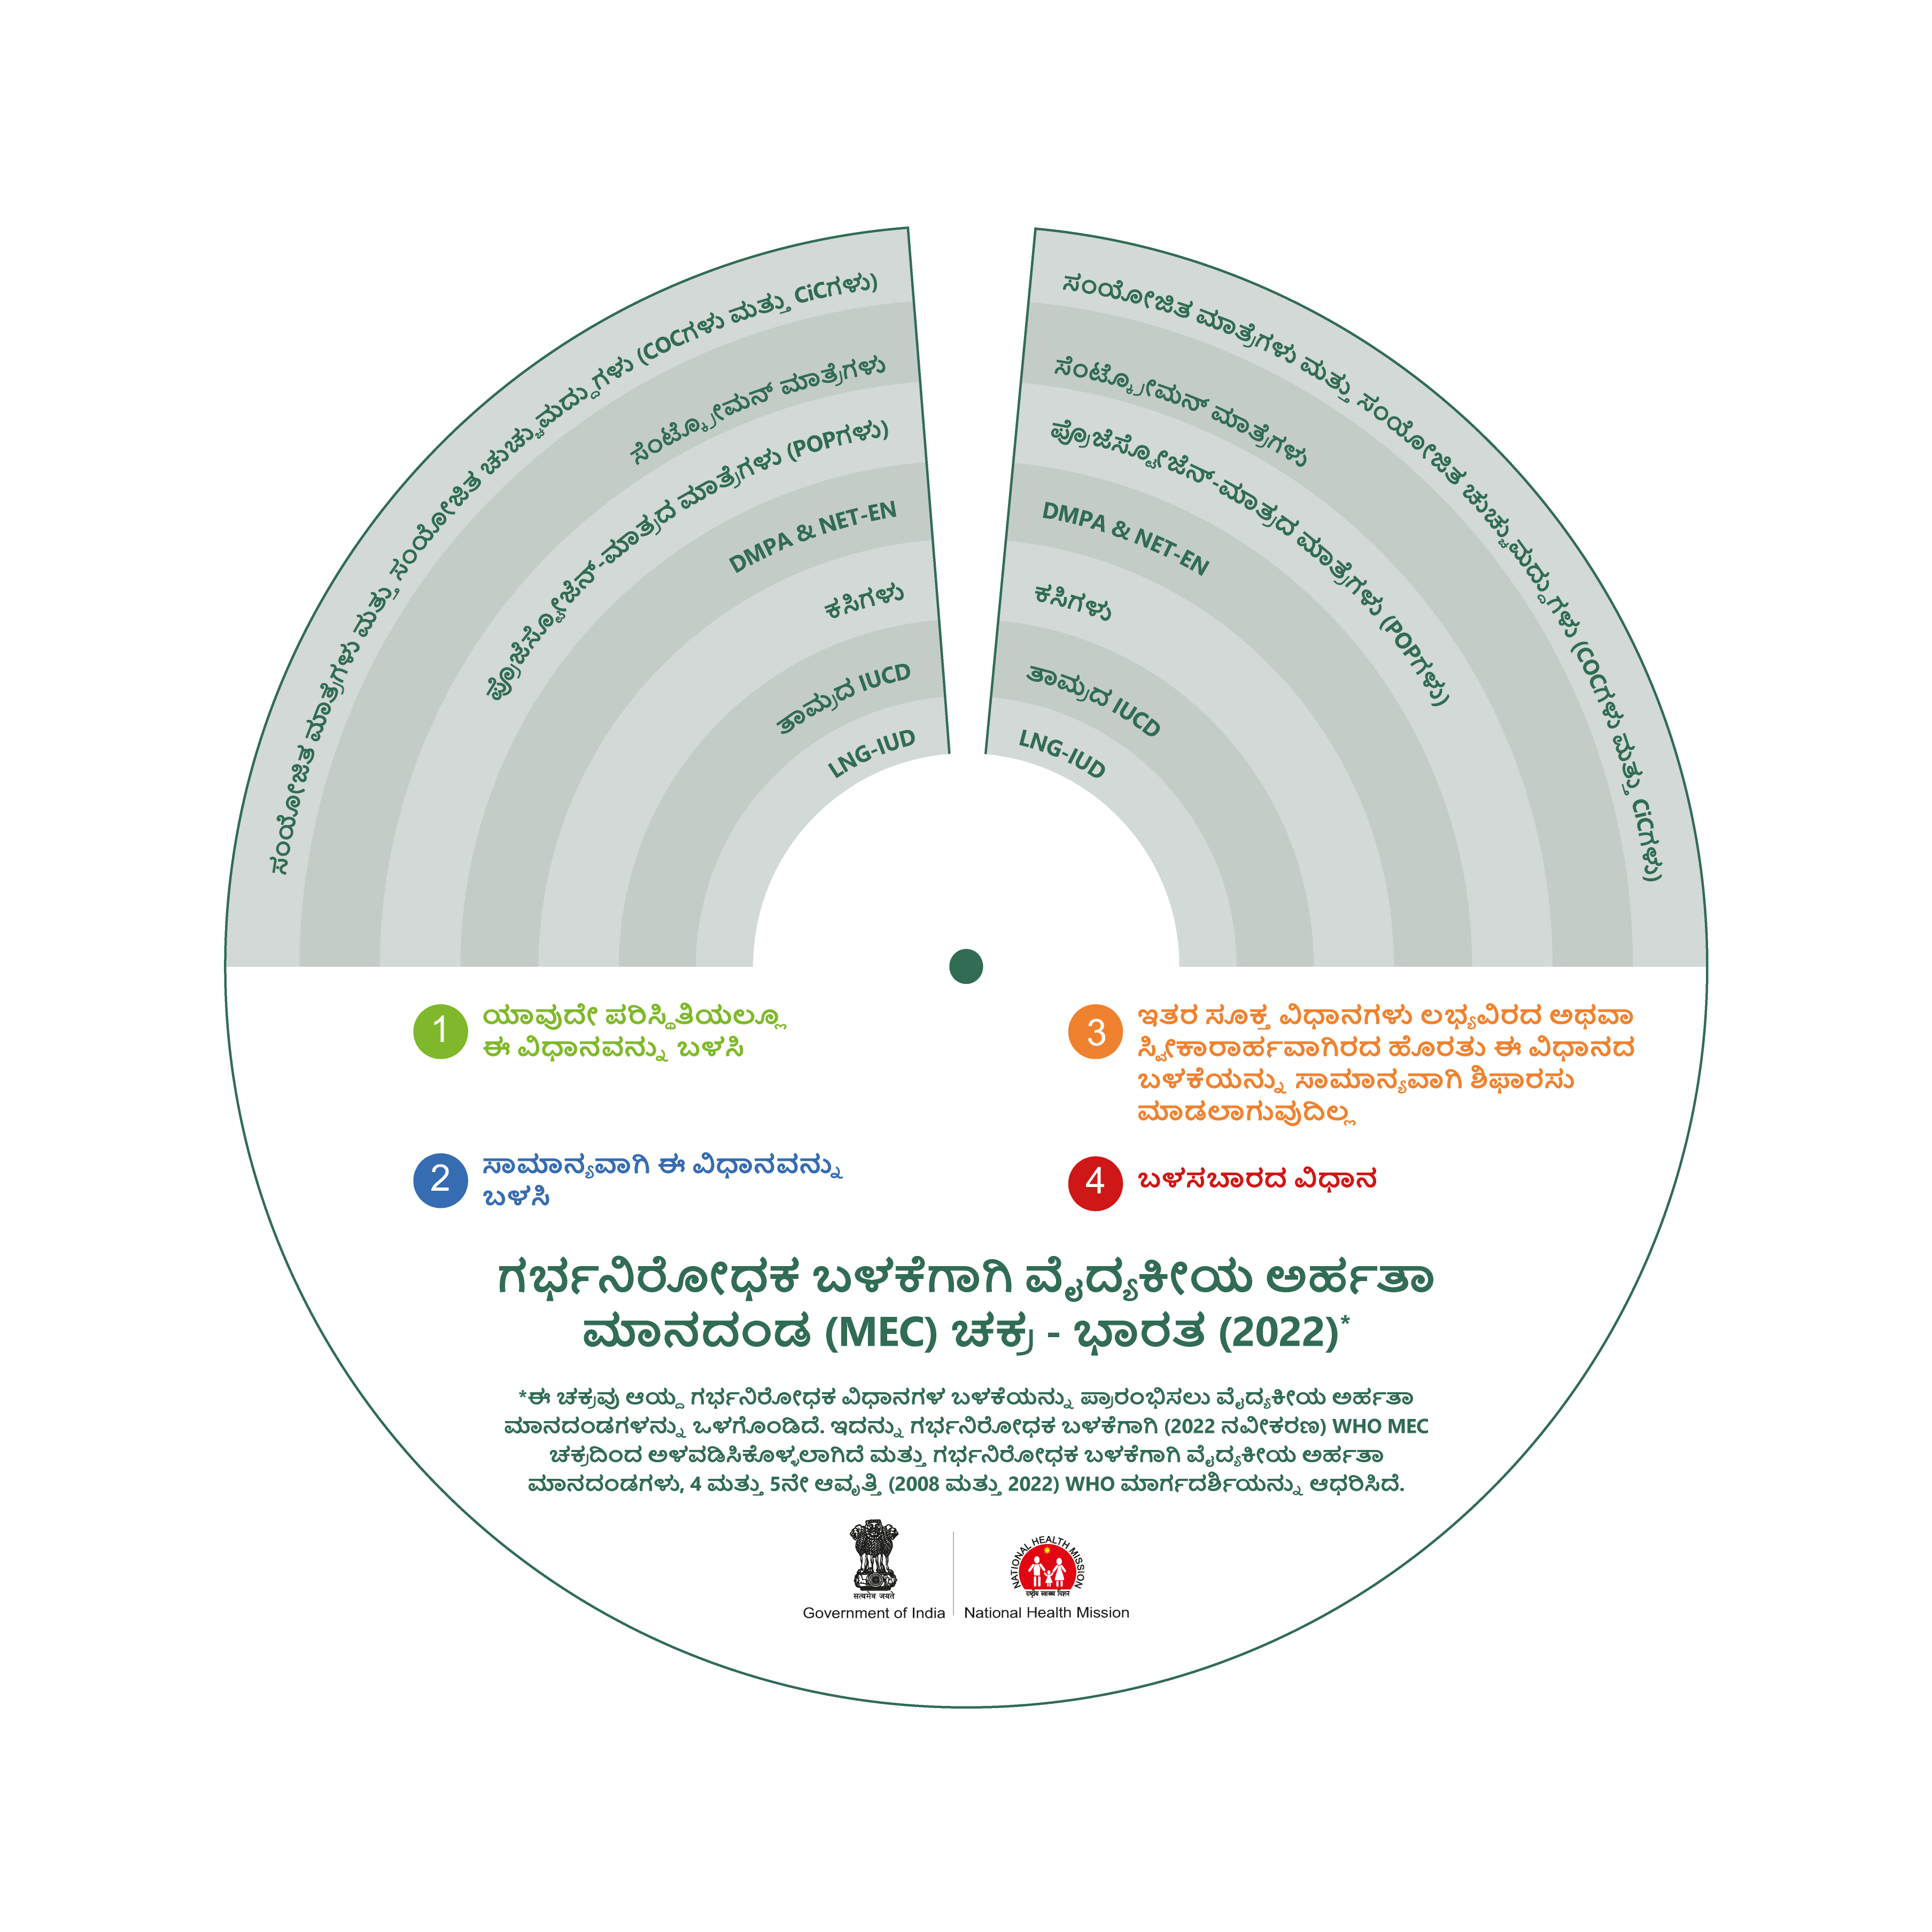 ಸಂಯೋಜಿತ ಮಾತ್ರೆಗಳು ಮತ್ತು ಸಂಯೋಜಿತ ಚುಚ್ಚುಮದ್ದುಗಳು (COCಗಳು ಮತ್ತು CiCಗಳು)
ಸೆಂಟ್ಕ್ರೋಮನ್ ಮಾತ್ರೆಗಳು
ಪ್ರೊಜೆಸ್ಟೋಜೆನ್-ಮಾತ್ರದ ಮಾತ್ರೆಗಳು (POPಗಳು)
DMPA & NET-EN
ಕಸಿಗಳು
ತಾಮ್ರದ IUCD
LNG-IUD
ಸಂಯೋಜಿತ ಮಾತ್ರೆಗಳು ಮತ್ತು ಸಂಯೋಜಿತ ಚುಚ್ಚುಮದ್ದುಗಳು (COCಗಳು ಮತ್ತು CiCಗಳು)
ಸೆಂಟ್ಕ್ರೋಮನ್ ಮಾತ್ರೆಗಳು
ಪ್ರೊಜೆಸ್ಟೋಜೆನ್-ಮಾತ್ರದ ಮಾತ್ರೆಗಳು (POPಗಳು)
DMPA & NET-EN
ಕಸಿಗಳು
ತಾಮ್ರದ IUCD
LNG-IUD
1 ಯಾವುದೇ ಪರಿಸ್ಥಿತಿಯಲ್ಲೂ
ಈ ವಿಧಾನವನ್ನು ಬಳಸಿ
2 ಸಾಮಾನ್ಯವಾಗಿ ಈ ವಿಧಾನವನ್ನು
ಬಳಸಿ
3 ಇತರ ಸೂಕ್ತ ವಿಧಾನಗಳು ಲಭ್ಯವಿರದ ಅಥವಾ
ಸ್ವೀಕಾರಾರ್ಹವಾಗಿರದ ಹೊರತು ಈ ವಿಧಾನದ
ಬಳಕೆಯನ್ನು ಸಾಮಾನ್ಯವಾಗಿ ಶಿಫಾರಸು
ಮಾಡಲಾಗುವುದಿಲ್ಲ
4 ಬಳಸಬಾರದ ವಿಧಾನ
ಗರ್ಭನಿರೋಧಕ ಬಳಕೆಗಾಗಿ ವೈದ್ಯಕೀಯ ಅರ್ಹತಾ
ಮಾನದಂಡ (MEC) ಚಕ್ರ - ಭಾರತ (2022)*
*ಈ ಚಕ್ರವು ಆಯ್ದ ಗರ್ಭನಿರೋಧಕ ವಿಧಾನಗಳ ಬಳಕೆಯನ್ನು ಪ್ರಾರಂಭಿಸಲು ವೈದ್ಯಕೀಯ ಅರ್ಹತಾ
ಮಾನದಂಡಗಳನ್ನು ಒಳಗೊಂಡಿದೆ. ಇದನ್ನು ಗರ್ಭನಿರೋಧಕ ಬಳಕೆಗಾಗಿ (2022 ನವೀಕರಣ) WHO MEC
ಚಕ್ರದಿಂದ ಅಳವಡಿಸಿಕೊಳ್ಳಲಾಗಿದೆ ಮತ್ತು ಗರ್ಭನಿರೋಧಕ ಬಳಕೆಗಾಗಿ ವೈದ್ಯಕೀಯ ಅರ್ಹತಾ
ಮಾನದಂಡಗಳು, 4 ಮತ್ತು 5ನೇ ಆವೃತ್ತಿ (2008 ಮತ್ತು 2022) WHO ಮಾರ್ಗದರ್ಶಿಯನ್ನು ಆಧರಿಸಿದೆ.
सत्यमेव जयते
Government of India
NATIONAL HEALTH MISSION
राष्ट्रीय स्वास्थ्य मिशन
National Health Mission